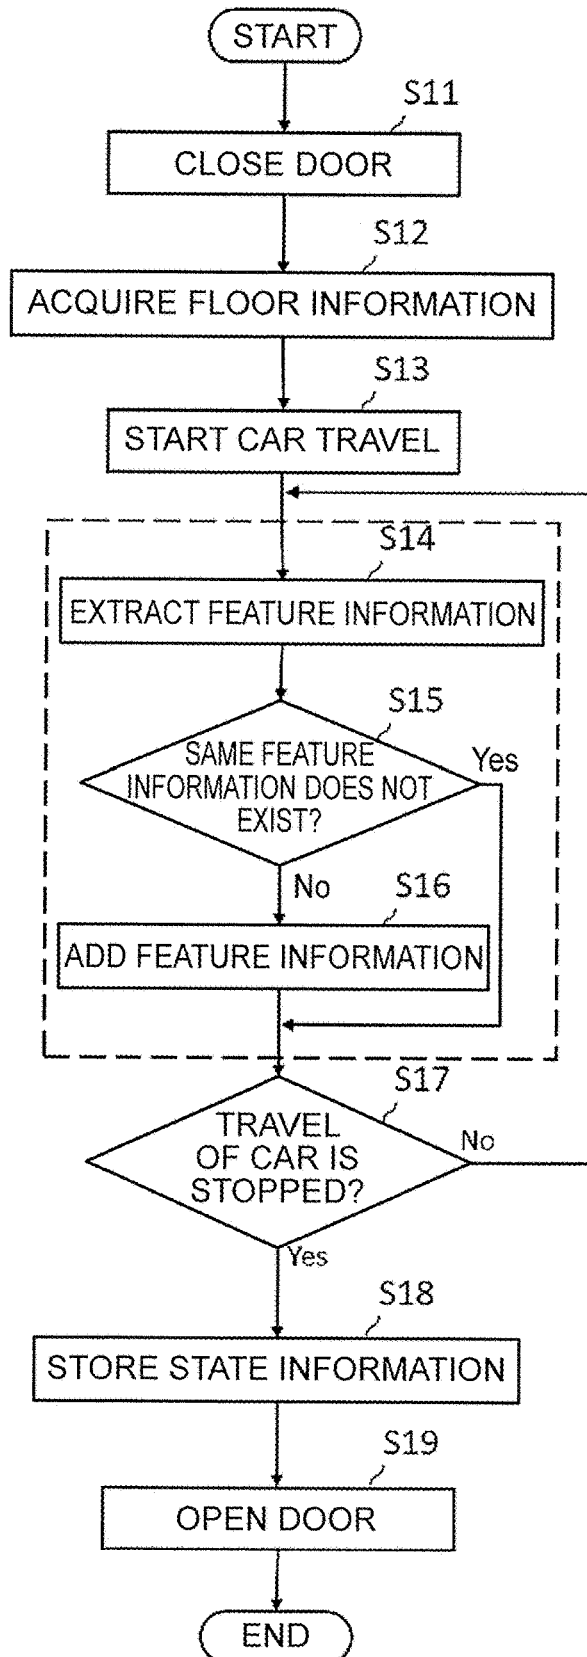 START
S11
CLOSE DOOR
S12
ACQUIRE FLOOR INFORMATION
S13
START CAR TRAVEL
S14
EXTRACT FEATURE INFORMATION
S15
SAME FEATURE
INFORMATION DOES NOT
EXIST?
Yes
No
S16
ADD FEATURE INFORMATION
S17
TRAVEL
OF CAR IS
STOPPED?
No
Yes
S18
STORE STATE INFORMATION
S19
OPEN DOOR
END